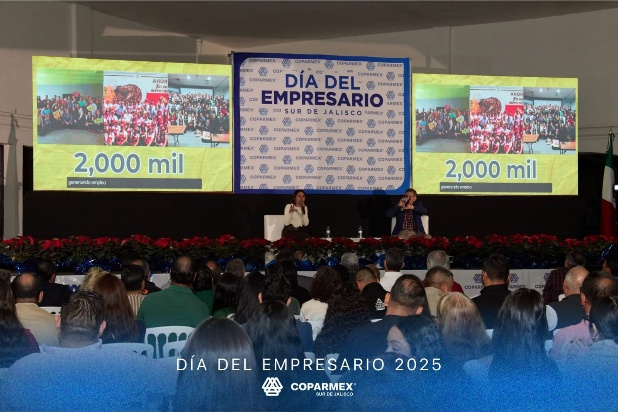 DÍA DEL
EMPRESARIO
SUR DE JALISCO
COPARMEX
2,000 mil
generando empleo
2,000 mil
generando empleo
DÍA DEL EMPRESARIO 2025
COPARMEX
SUR DE JALISCO